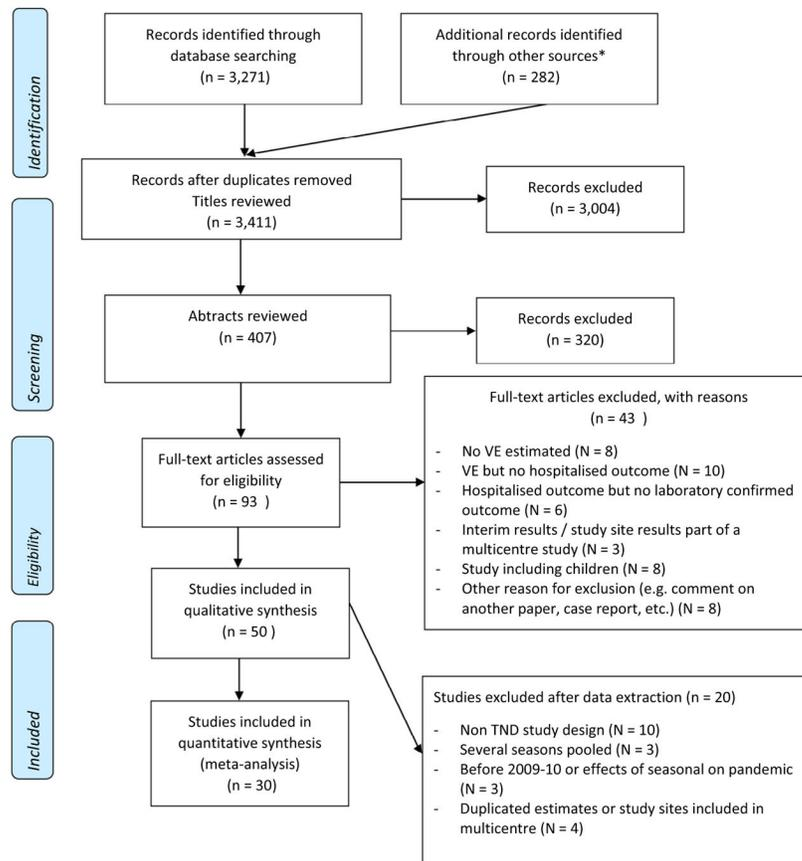 Identification
Records identified through
database searching
(n = 3,271)
Additional records identified
through other sources*
(n = 282)
Records after duplicates removed
Titles reviewed
(n = 3,411)
Records excluded
(n = 3,004)
Screening
Abtracts reviewed
(n = 407)
Records excluded
(n = 320)
Eligibility
Full-text articles assessed
for eligibility
(n = 93 )
Full-text articles excluded, with reasons
(n = 43 )
- No VE estimated (N = 8)
- VE but no hospitalised outcome (N = 10)
- Hospitalised outcome but no laboratory confirmed
outcome (N = 6)
- Interim results / study site results part of a
multicentre study (N = 3)
- Study including children (N = 8)
- Other reason for exclusion (e.g. comment on
another paper, case report, etc.) (N = 8)
Studies included in
qualitative synthesis
(n = 50 )
Included
Studies included in
quantitative synthesis
(meta-analysis)
(n = 30)
Studies excluded after data extraction (n = 20)
- Non TND study design (N = 10)
- Several seasons pooled (N = 3)
- Before 2009-10 or effects of seasonal on pandemic
(N = 3)
- Duplicated estimates or study sites included in
multicentre (N = 4)